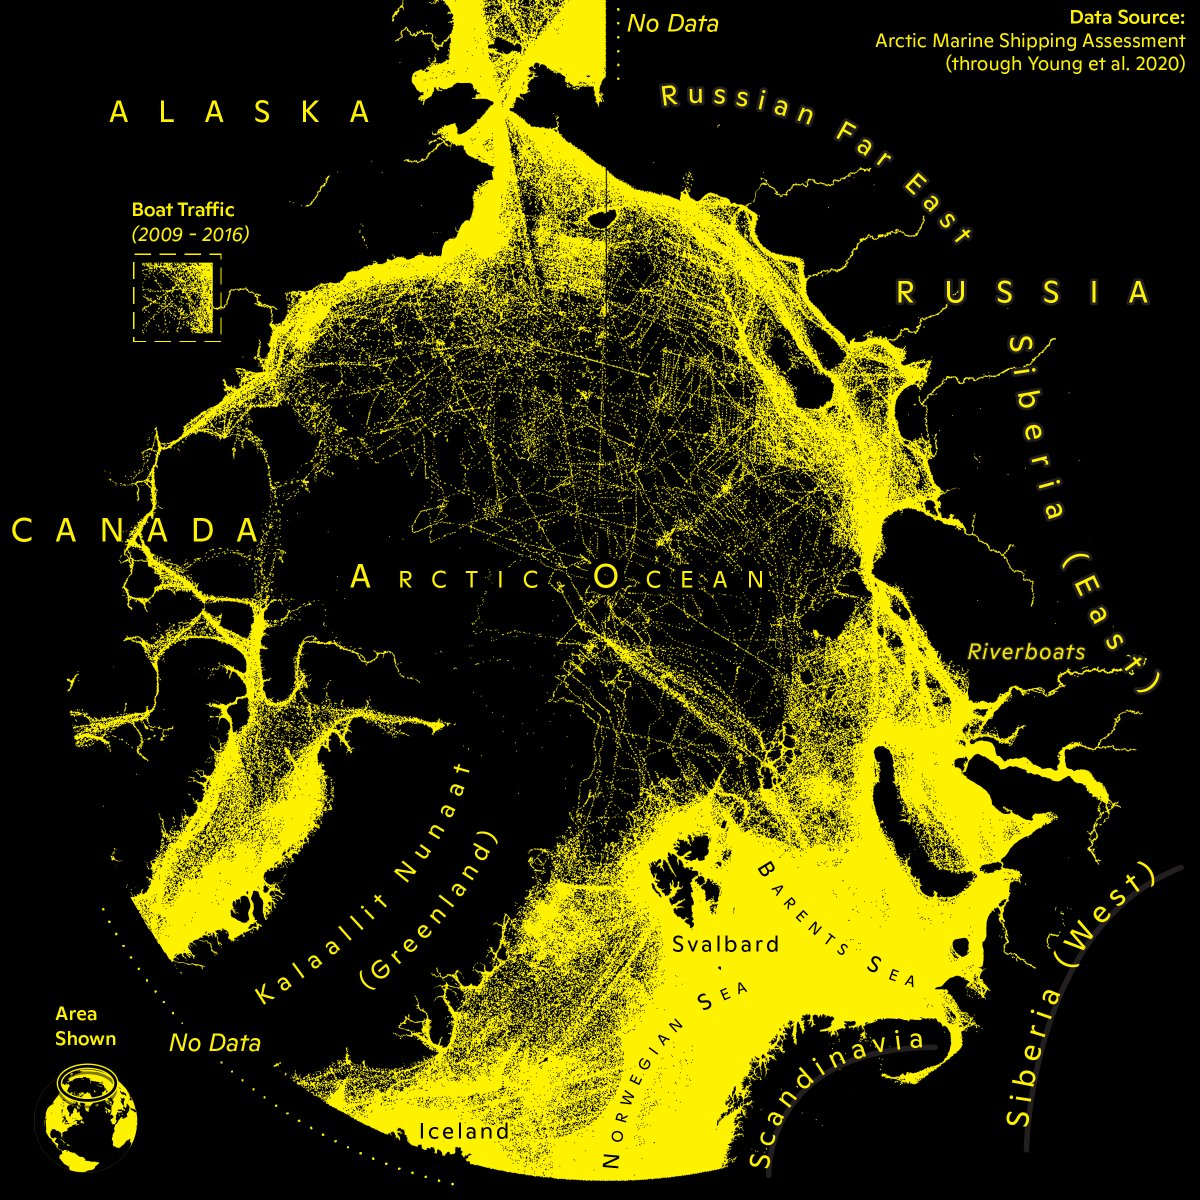 No Data
Data Source:
Arctic Marine Shipping Assessment
(through Young et al. 2020)
ALASKA
Russian Far East
Boat Traffic
(2009 - 2016)
RUSSIA
Siberia (East)
CANADA
ARCTIC OCEAN
Riverboats
Kalaallit Nunaat
(Greenland)
BARENTS SEA
Svalbard
NORWEGIAN SEA
Siberia (West)
Area
Shown
No Data
Scandinavia
Iceland